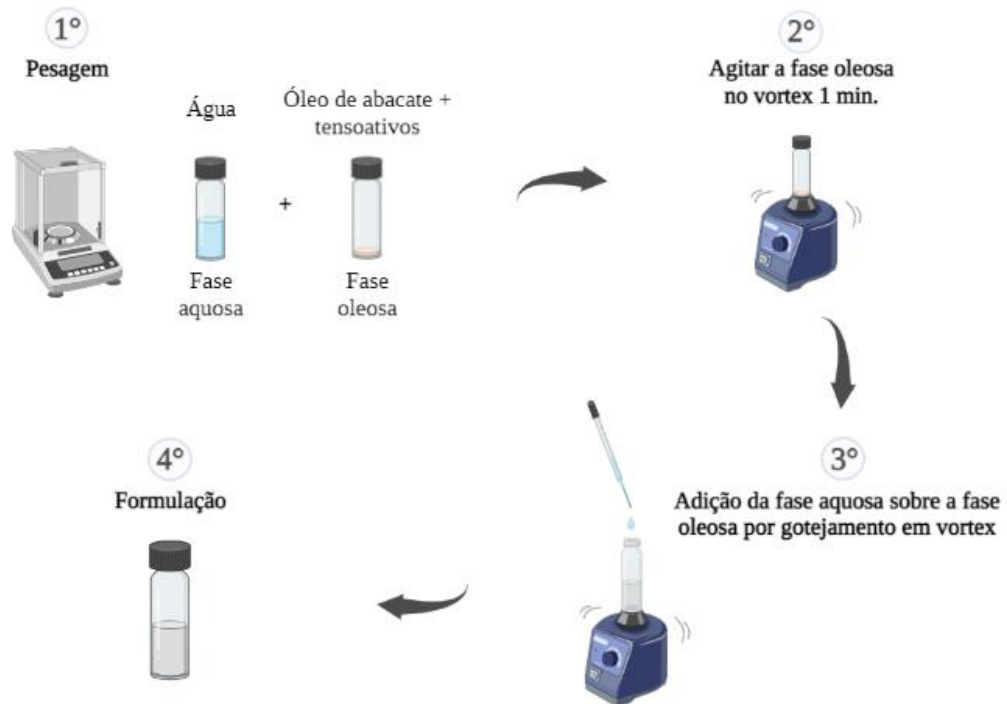 1°
Pesagem
Água
Óleo de abacate +
tensoativos
+
Fase
aquosa
Fase
oleosa
2°
Agitar a fase oleosa
no vortex 1 min.
3°
Adição da fase aquosa sobre a fase
oleosa por gotejamento em vortex
4°
Formulação